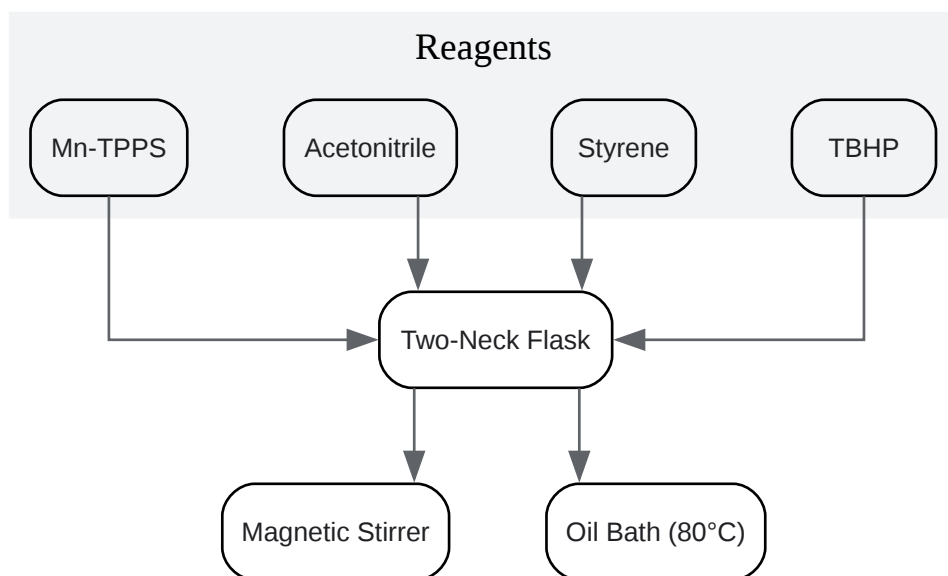 Reagents
Mn-TPPS
Acetonitrile
Styrene
TBHP
Two-Neck Flask
Magnetic Stirrer
Oil Bath (80°C)